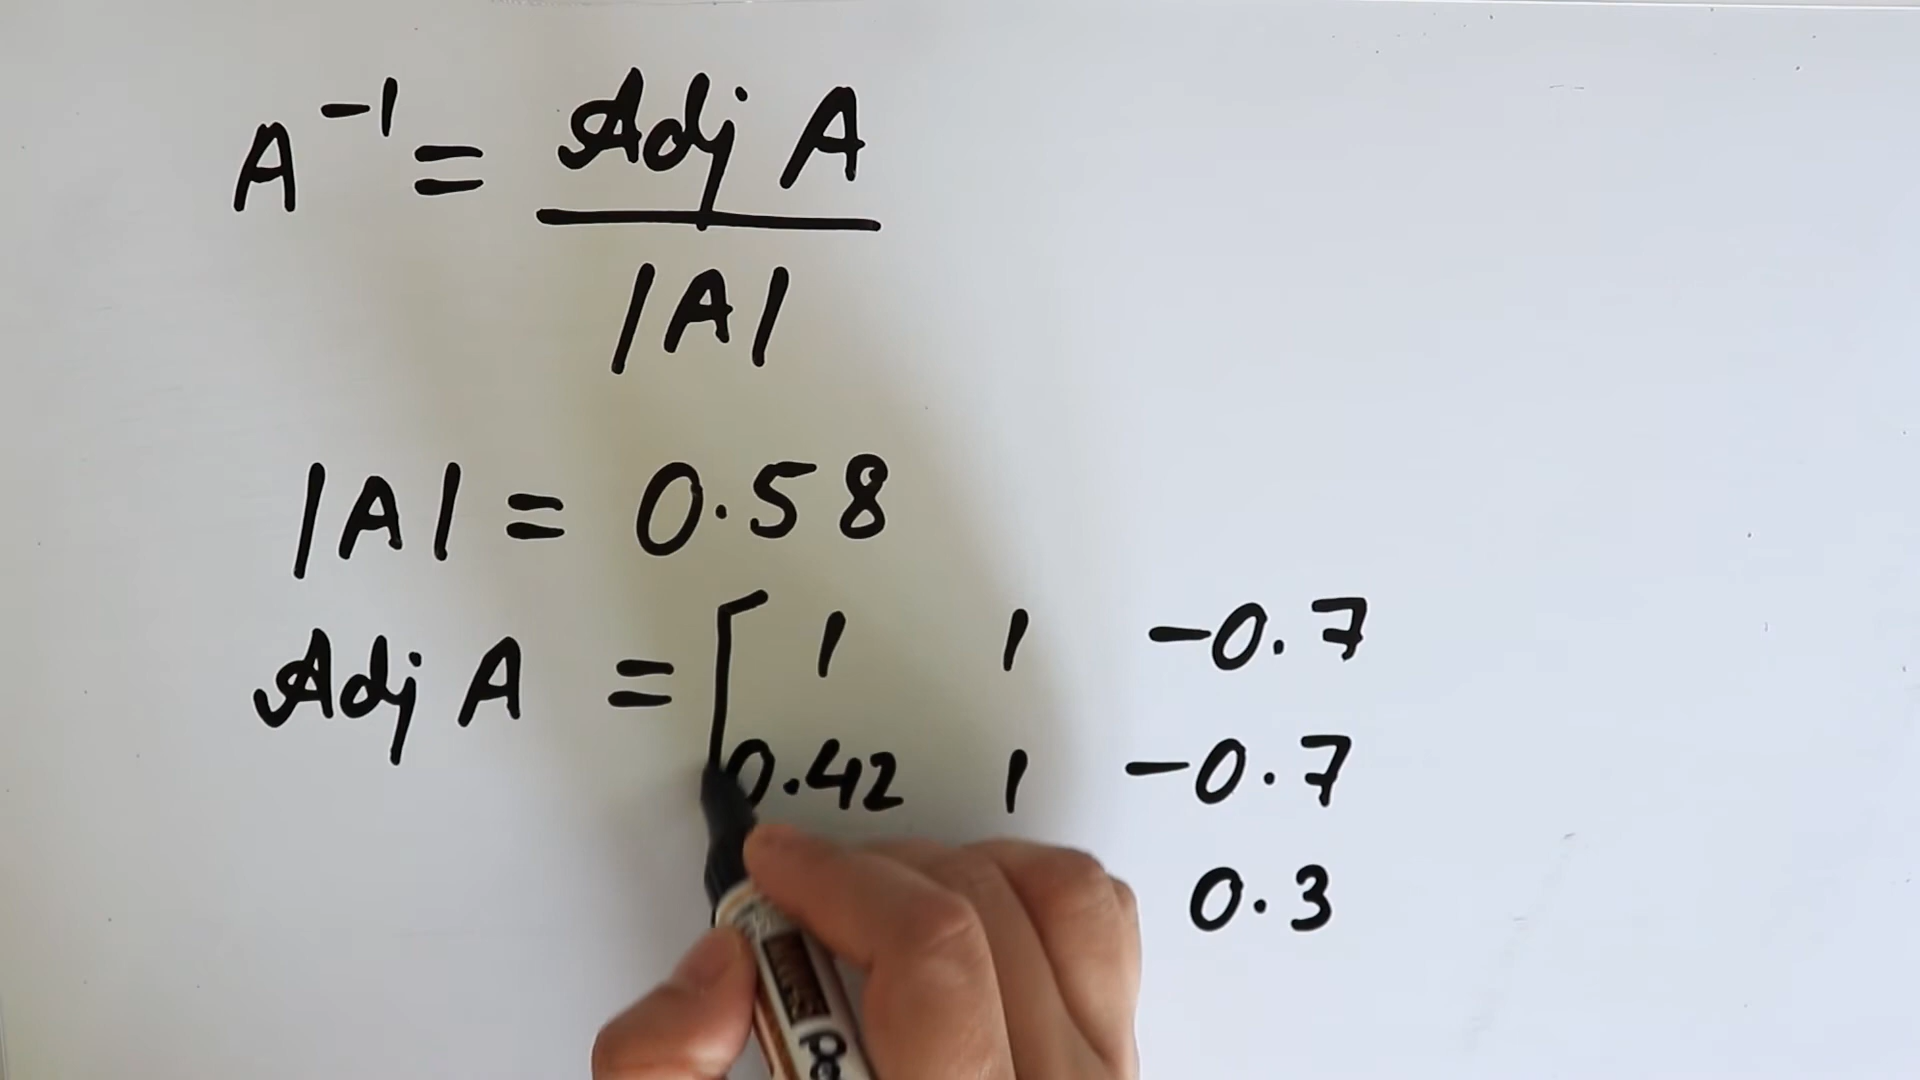 A⁻¹ = Adj A
|A|
|A| = 0.58
Adj A = [ 1 1 -0.7
0.42 1 -0.7
0.3